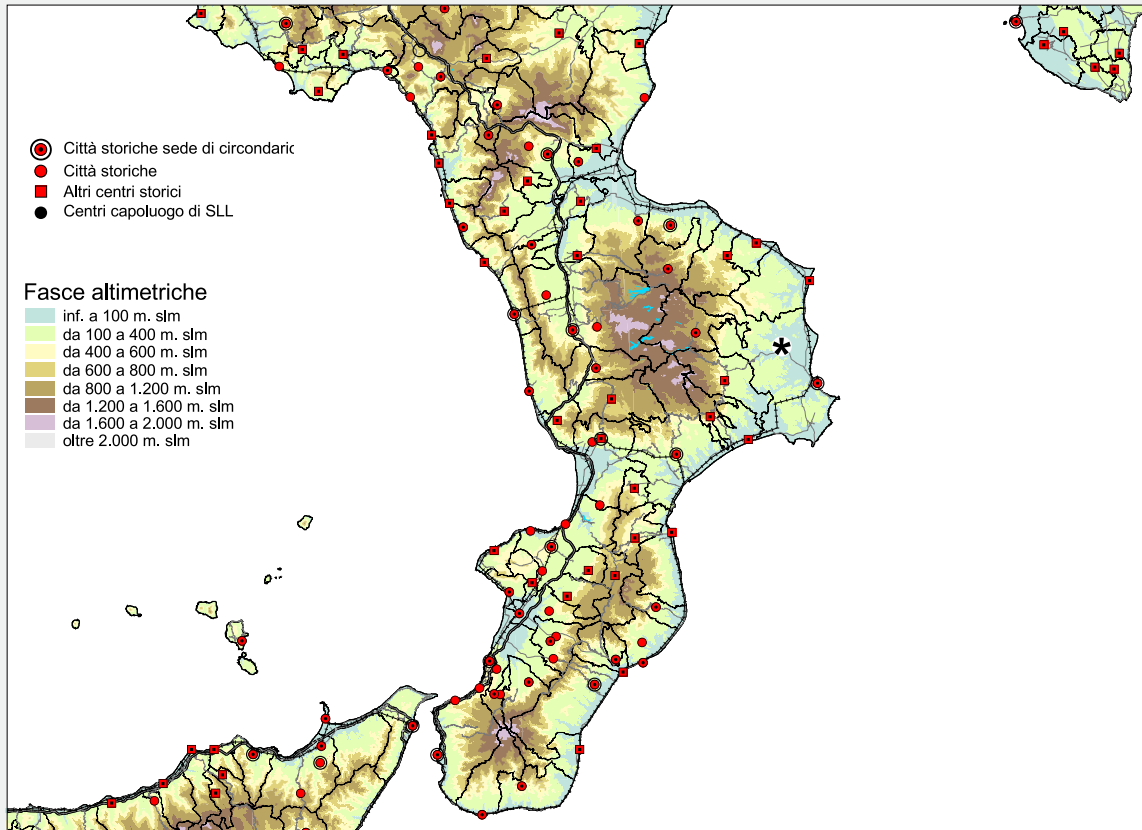 Città storiche sede di circondario
Città storiche
Altri centri storici
Centri capoluogo di SLL
Fasce altimetriche
inf. a 100 m. slm
da 100 a 400 m. slm
da 400 a 600 m. slm
da 600 a 800 m. slm
da 800 a 1.200 m. slm
da 1.200 a 1.600 m. slm
da 1.600 a 2.000 m. slm
oltre 2.000 m. slm
*